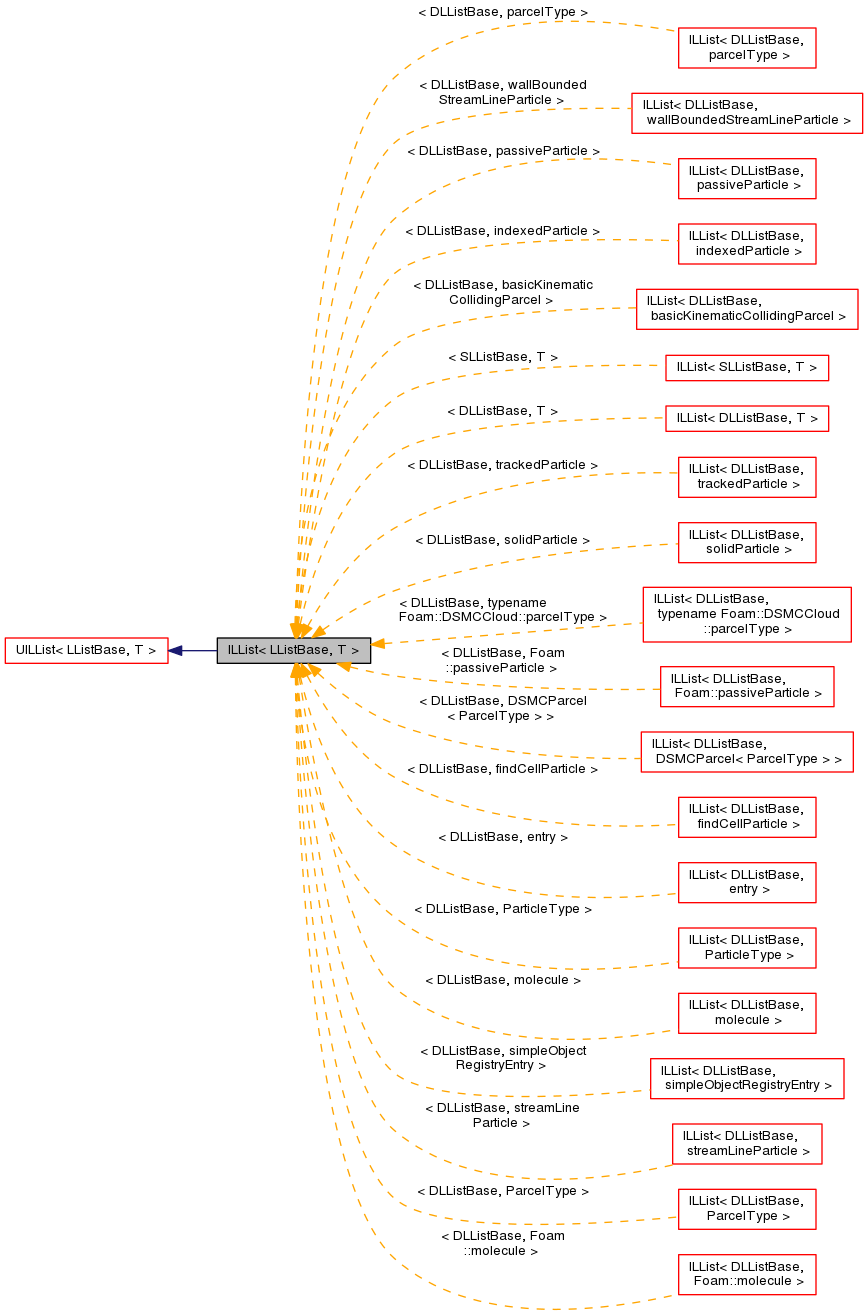 < DLListBase, parcelType >
ILList< DLListBase,
parcelType >
< DLListBase, wallBounded
StreamLineParticle >
ILList< DLListBase,
wallBoundedStreamLineParticle >
< DLListBase, passiveParticle >
ILList< DLListBase,
passiveParticle >
< DLListBase, indexedParticle >
ILList< DLListBase,
indexedParticle >
< DLListBase, basicKinematic
CollidingParcel >
ILList< DLListBase,
basicKinematicCollidingParcel >
< SLListBase, T >
ILList< SLListBase, T >
< DLListBase, T >
ILList< DLListBase, T >
< DLListBase, trackedParticle >
ILList< DLListBase,
trackedParticle >
< DLListBase, solidParticle >
ILList< DLListBase,
solidParticle >
< DLListBase, typename
Foam::DSMCCloud::parcelType >
ILList< DLListBase,
typename Foam::DSMCCloud
::parcelType >
UILList< LListBase, T >
ILList< LListBase, T >
< DLListBase, Foam
::passiveParticle >
ILList< DLListBase,
Foam::passiveParticle >
< DLListBase, DSMCParcel
< ParcelType > >
ILList< DLListBase,
DSMCParcel< ParcelType > >
< DLListBase, findCellParticle >
ILList< DLListBase,
findCellParticle >
< DLListBase, entry >
ILList< DLListBase,
entry >
< DLListBase, ParticleType >
ILList< DLListBase,
ParticleType >
< DLListBase, molecule >
ILList< DLListBase,
molecule >
< DLListBase, simpleObject
RegistryEntry >
ILList< DLListBase,
simpleObjectRegistryEntry >
< DLListBase, streamLine
Particle >
ILList< DLListBase,
streamLineParticle >
< DLListBase, ParcelType >
ILList< DLListBase,
ParcelType >
< DLListBase, Foam
::molecule >
ILList< DLListBase,
Foam::molecule >